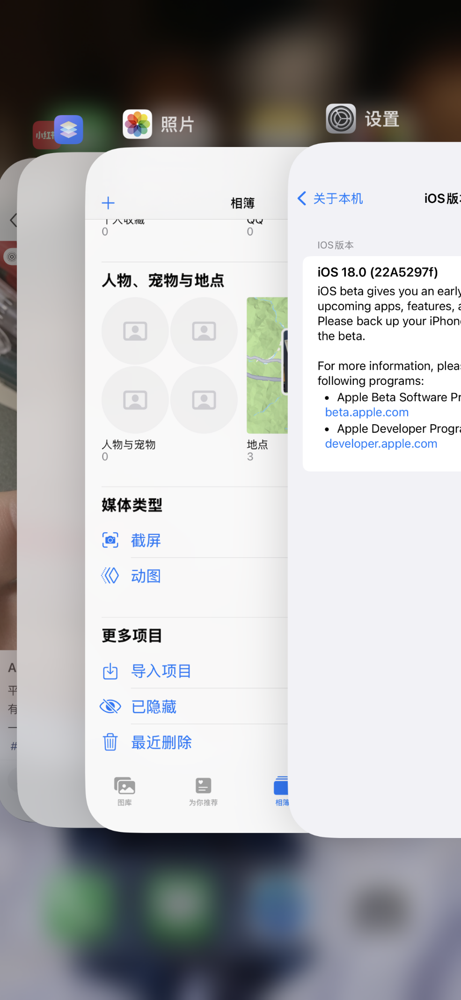 小红
照片
设置
A
平
有
一
#
相簿
个人收藏
QQ
0
0
人物、宠物与地点
人物与宠物
0
地点
3
媒体类型
截屏
动图
更多项目
导入项目
已隐藏
最近删除
图库
为你推荐
相簿
关于本机
iOS版本
IOS版本
iOS 18.0 (22A5297f)
iOS beta gives you an early
upcoming apps, features, a
Please back up your iPhone
the beta.
For more information, pleas
following programs:
• Apple Beta Software Pr
beta.apple.com
• Apple Developer Progra
developer.apple.com